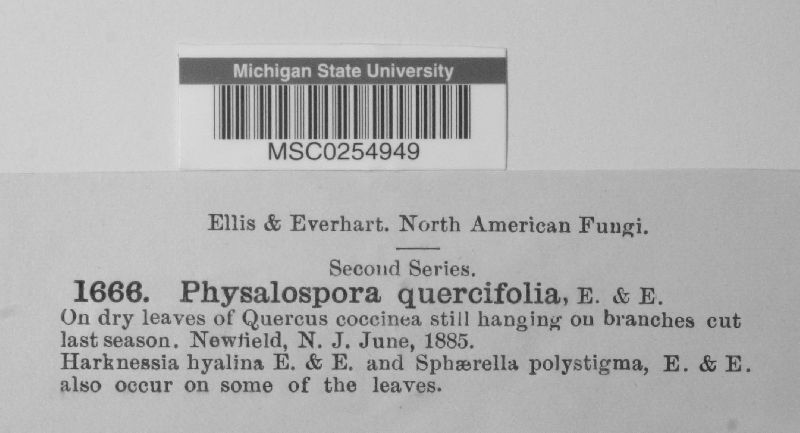 Michigan State University
MSC0254949
Ellis & Everhart. North American Fungi.
Second Series.
1666. Physalospora quercifolia, E. & E.
On dry leaves of Quercus coccinea still hanging on branches cut
last season. Newfield, N. J. June, 1885.
Harknessia hyalina E. & E. and Sphærella polystigma, E. & E.
also occur on some of the leaves.